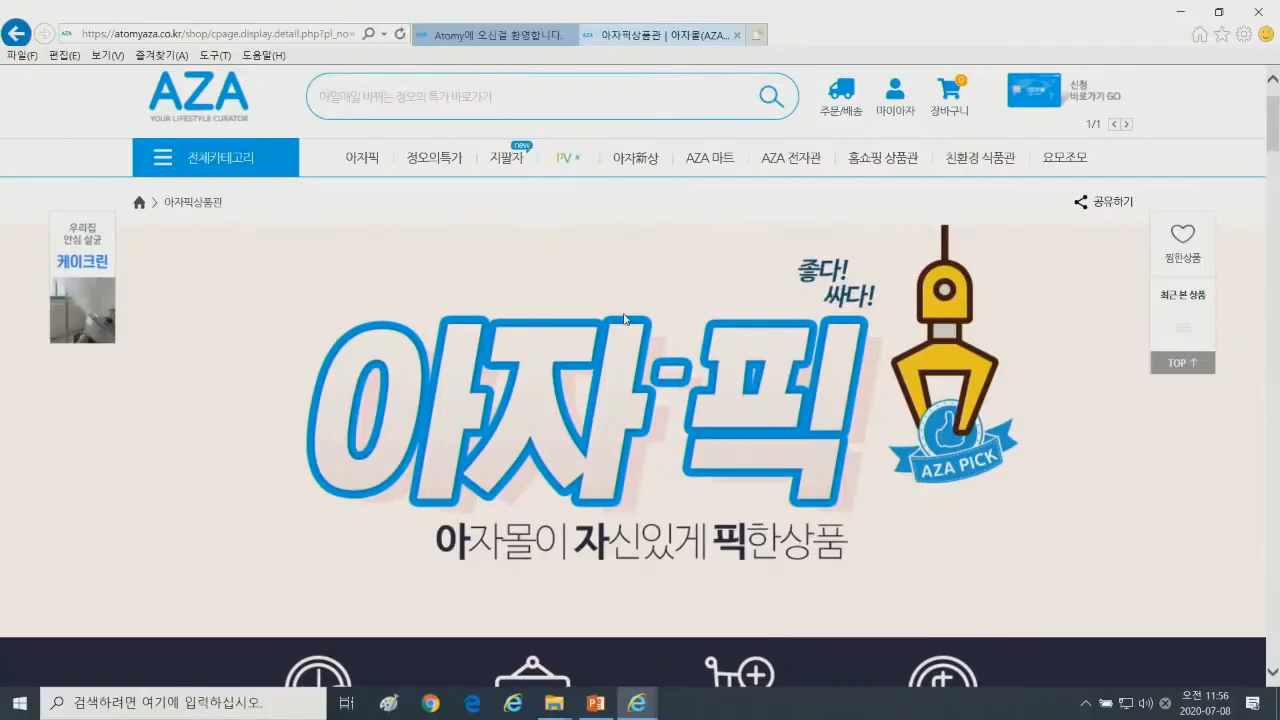 https://atomyaza.co.kr/shop/cpage.display.detail.php?pl_no=
Atomy에 오신걸 환영합니다.
아자픽상품관 | 아자몰(AZA...
파일(F) 편집(E) 보기(V) 즐겨찾기(A) 도구(T) 도움말(H)
AZA
YOUR LIFESTYLE CURATOR
매일매일 바뀌는 정오의 특가 바로가기
주문/배송
마이아자
0
장바구니
신청
바로가기 GO
1/1
전체카테고리
아자픽
정오의특가
지팔자
new
PV
아자新상
AZA 마트
AZA 전자관
홈쇼핑 상품관
친환경 식품관
요모조모
아자픽상품관
공유하기
우리집
안심 살균
케이크린
찜한상품
최근 본 상품
TOP ↑
좋다!
싸다!
아자·픽
AZA PICK
아자몰이 자신있게 픽한상품
검색하려면 여기에 입력하십시오.
오전 11:56
2020-07-08